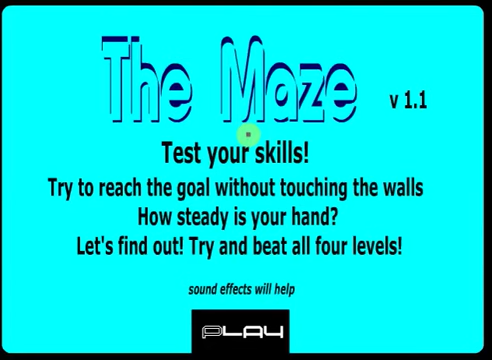 The Maze
v 1.1
Test your skills!
Try to reach the goal without touching the walls
How steady is your hand?
Let's find out! Try and beat all four levels!
sound effects will help
PLAY